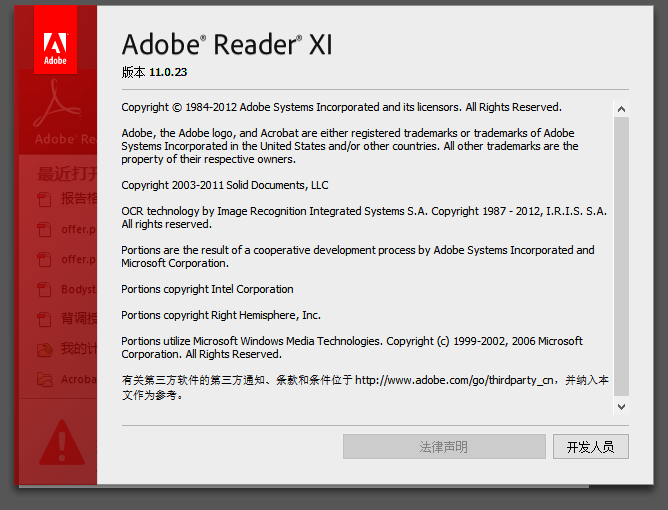 Adobe
Adobe® Reader® XI
版本 11.0.23
Copyright © 1984-2012 Adobe Systems Incorporated and its licensors. All Rights Reserved.
Adobe, the Adobe logo, and Acrobat are either registered trademarks or trademarks of Adobe
Systems Incorporated in the United States and/or other countries. All other trademarks are the
property of their respective owners.
Copyright 2003-2011 Solid Documents, LLC
OCR technology by Image Recognition Integrated Systems S.A. Copyright 1987 - 2012, I.R.I.S. S.A.
All rights reserved.
Portions are the result of a cooperative development process by Adobe Systems Incorporated and
Microsoft Corporation.
Portions copyright Intel Corporation
Portions copyright Right Hemisphere, Inc.
Portions utilize Microsoft Windows Media Technologies. Copyright (c) 1999-2002, 2006 Microsoft
Corporation. All Rights Reserved.
有关第三方软件的第三方通知、条款和条件位于 http://www.adobe.com/go/thirdparty_cn，并纳入本
文作为参考。
法律声明
开发人员
Adobe® Re
最近打开
报告格
offer.p
offer.p
Bodyst
背调授
我的计
Acroba